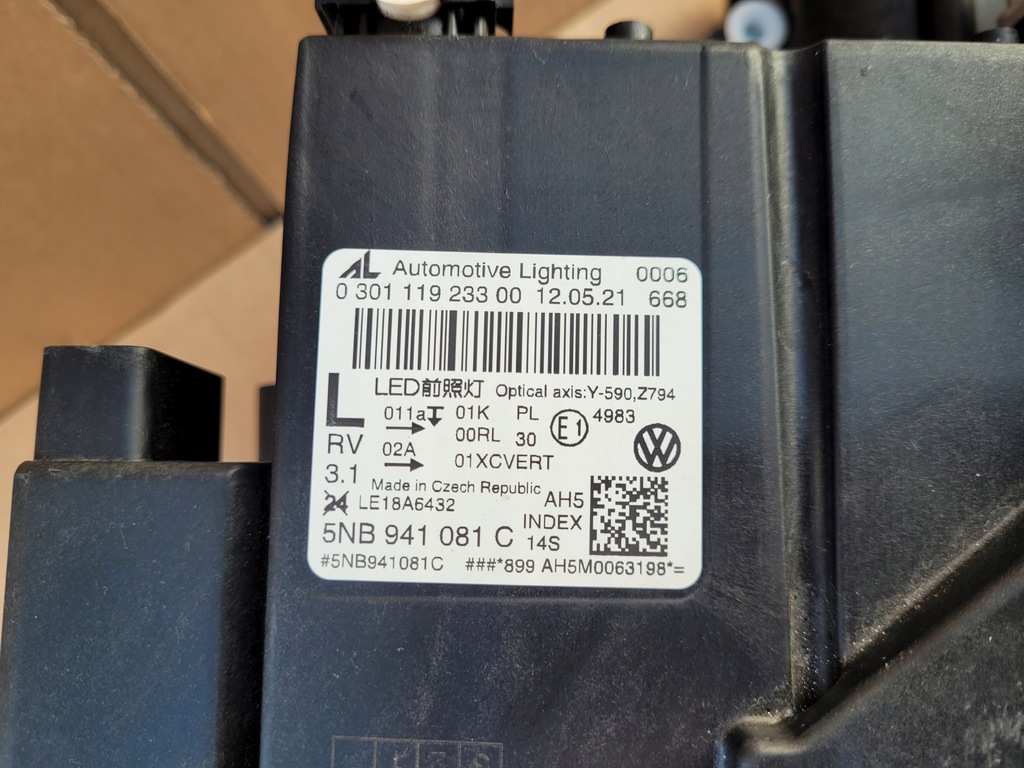 AL Automotive Lighting 0006
0 301 119 233 00 12.05.21 668
LED前照灯 Optical axis:Y-590,Z794
L 011a 01K PL E1 4983
00RL 30
RV 02A 01XCVERT
3.1 Made in Czech Republic
24 LE18A6432 AH5
5NB 941 081 C INDEX
14S
#5NB941081C ###*899 AH5M0063198*=